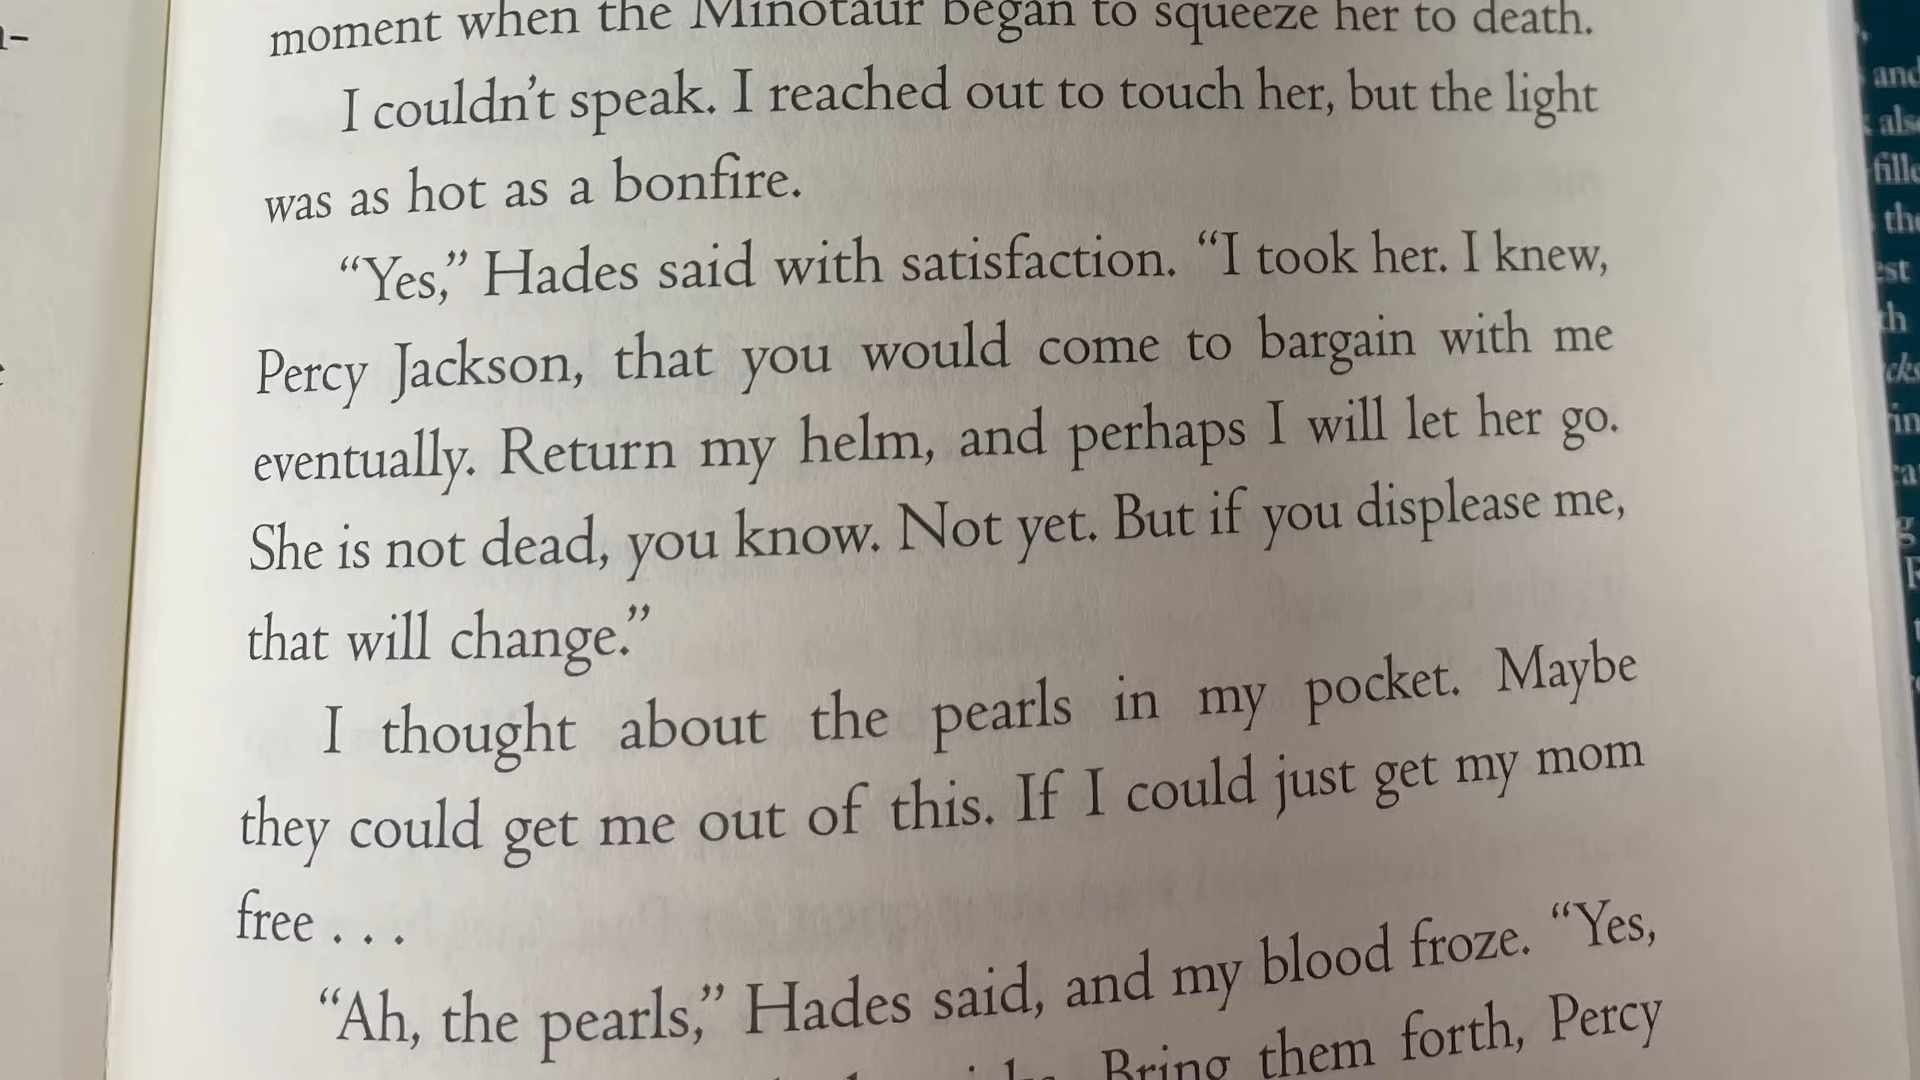 moment when the Minotaur began to squeeze her to death.
I couldn't speak. I reached out to touch her, but the light
was as hot as a bonfire.
“Yes,” Hades said with satisfaction. “I took her. I knew,
Percy Jackson, that you would come to bargain with me
eventually. Return my helm, and perhaps I will let her go.
She is not dead, you know. Not yet. But if you displease me,
that will change.”
I thought about the pearls in my pocket. Maybe
they could get me out of this. If I could just get my mom
free . . .
“Ah, the pearls,” Hades said, and my blood froze. “Yes,
Bring them forth, Percy